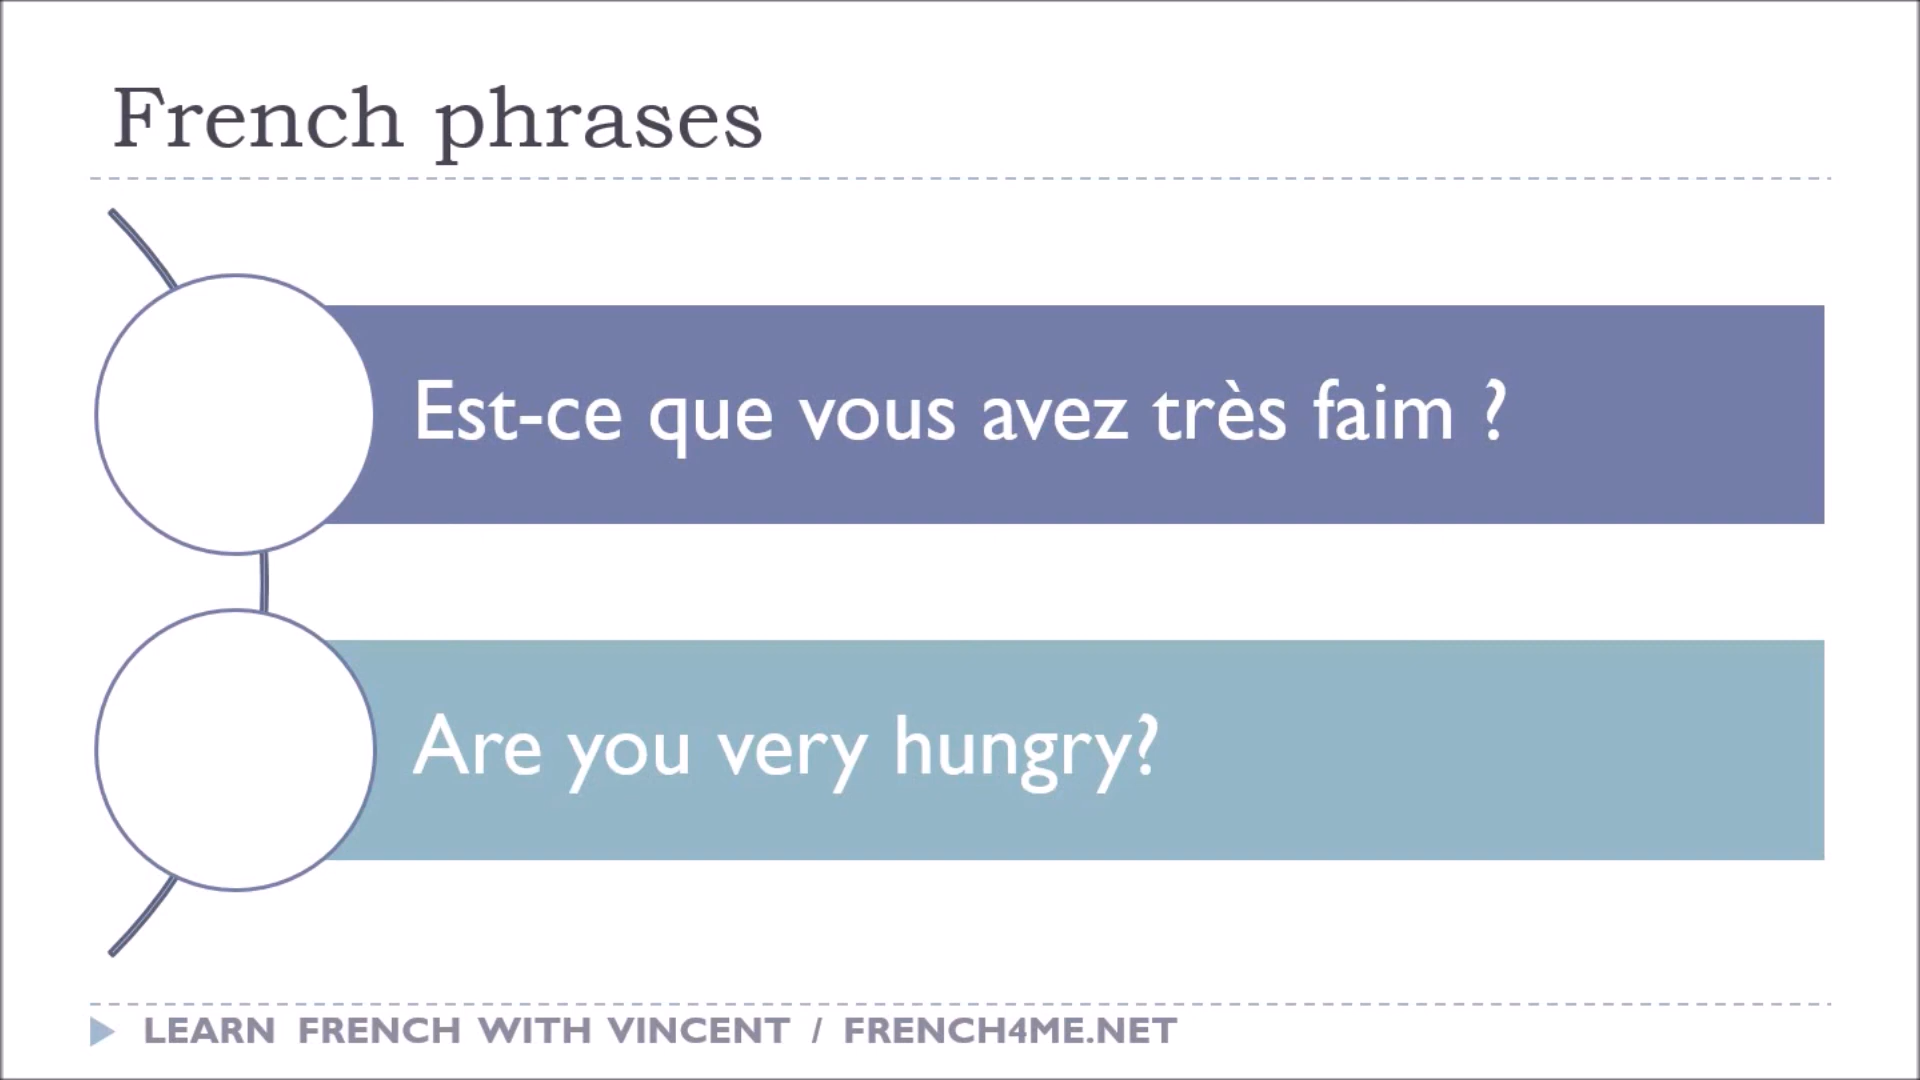 French phrases
Est-ce que vous avez très faim ?
Are you very hungry?
LEARN FRENCH WITH VINCENT / FRENCH4ME.NET